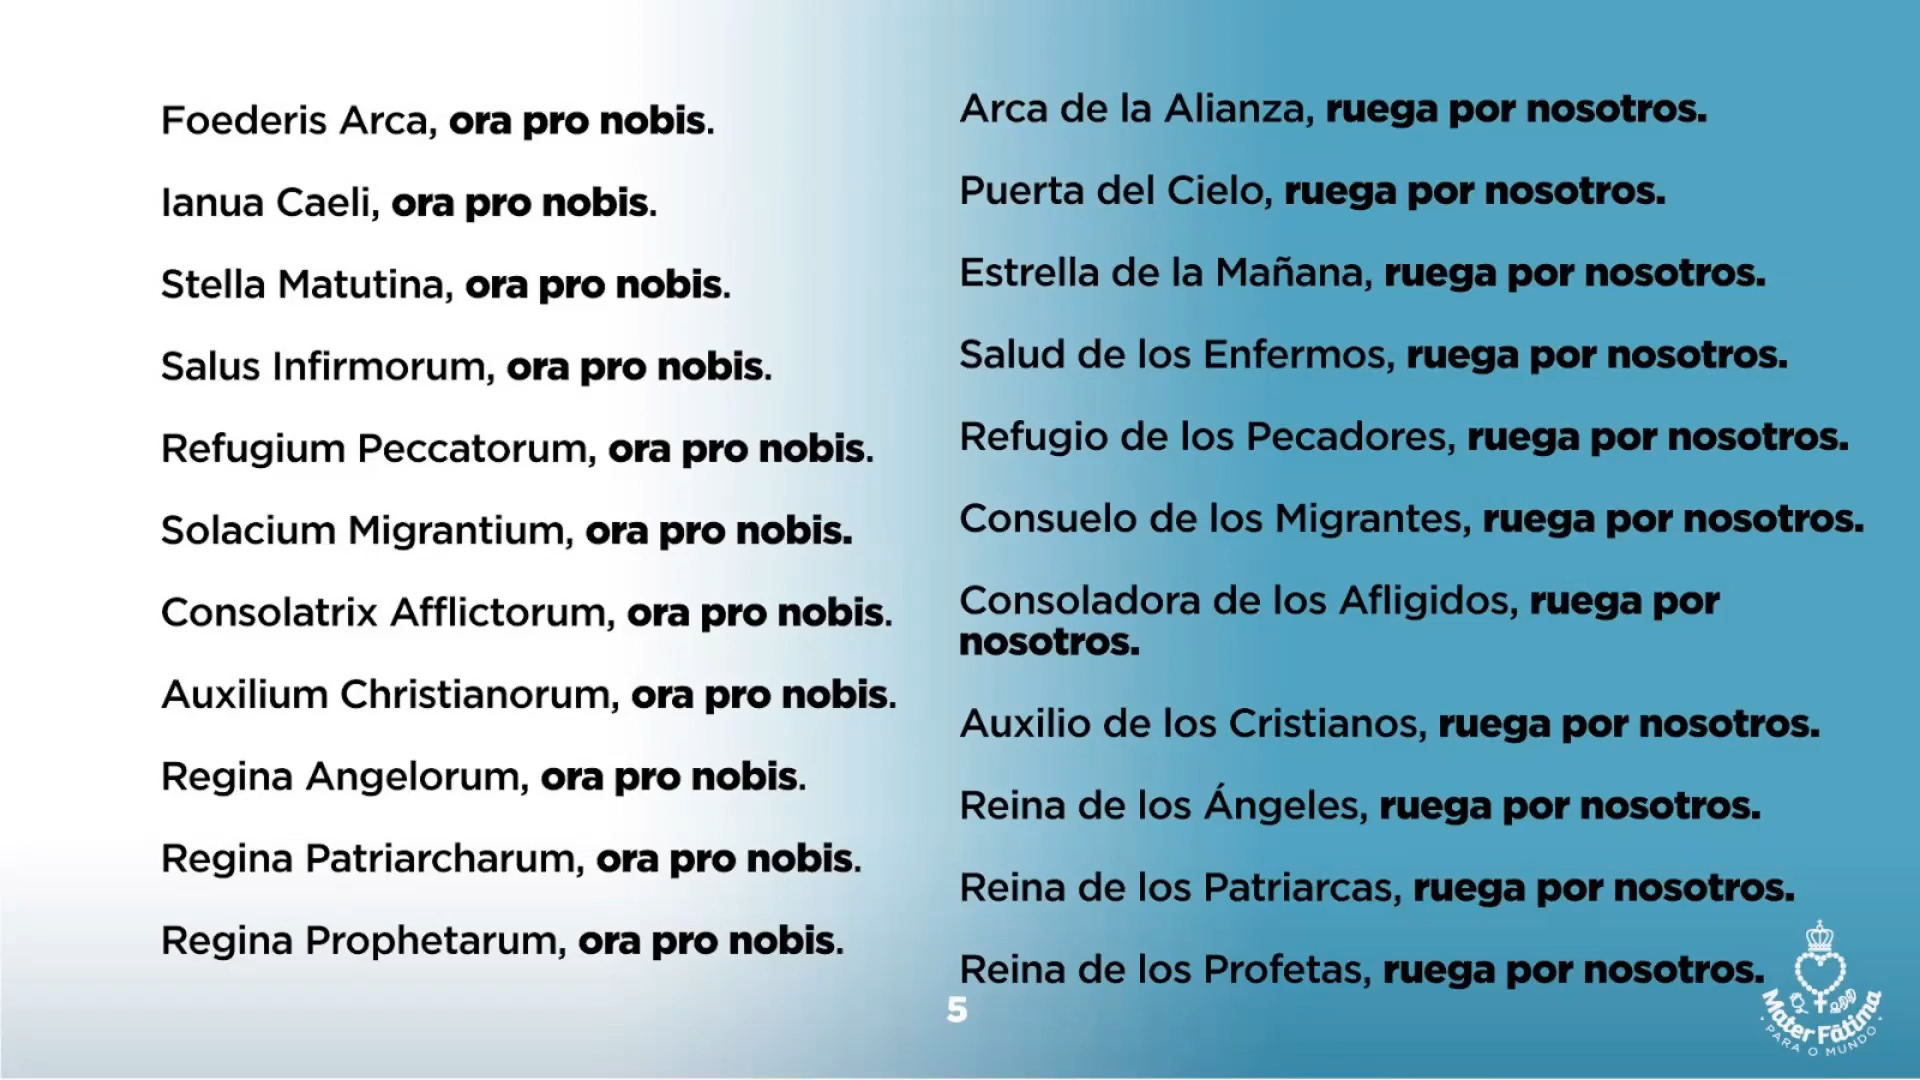 Foederis Arca, ora pro nobis.
Ianua Caeli, ora pro nobis.
Stella Matutina, ora pro nobis.
Salus Infirmorum, ora pro nobis.
Refugium Peccatorum, ora pro nobis.
Solacium Migrantium, ora pro nobis.
Consolatrix Afflictorum, ora pro nobis.
Auxilium Christianorum, ora pro nobis.
Regina Angelorum, ora pro nobis.
Regina Patriarcharum, ora pro nobis.
Regina Prophetarum, ora pro nobis.
Arca de la Alianza, ruega por nosotros.
Puerta del Cielo, ruega por nosotros.
Estrella de la Mañana, ruega por nosotros.
Salud de los Enfermos, ruega por nosotros.
Refugio de los Pecadores, ruega por nosotros.
Consuelo de los Migrantes, ruega por nosotros.
Consoladora de los Afligidos, ruega por
nosotros.
Auxilio de los Cristianos, ruega por nosotros.
Reina de los Ángeles, ruega por nosotros.
Reina de los Patriarcas, ruega por nosotros.
Reina de los Profetas, ruega por nosotros.
5
Mater Fátima
PARA O MUNDO